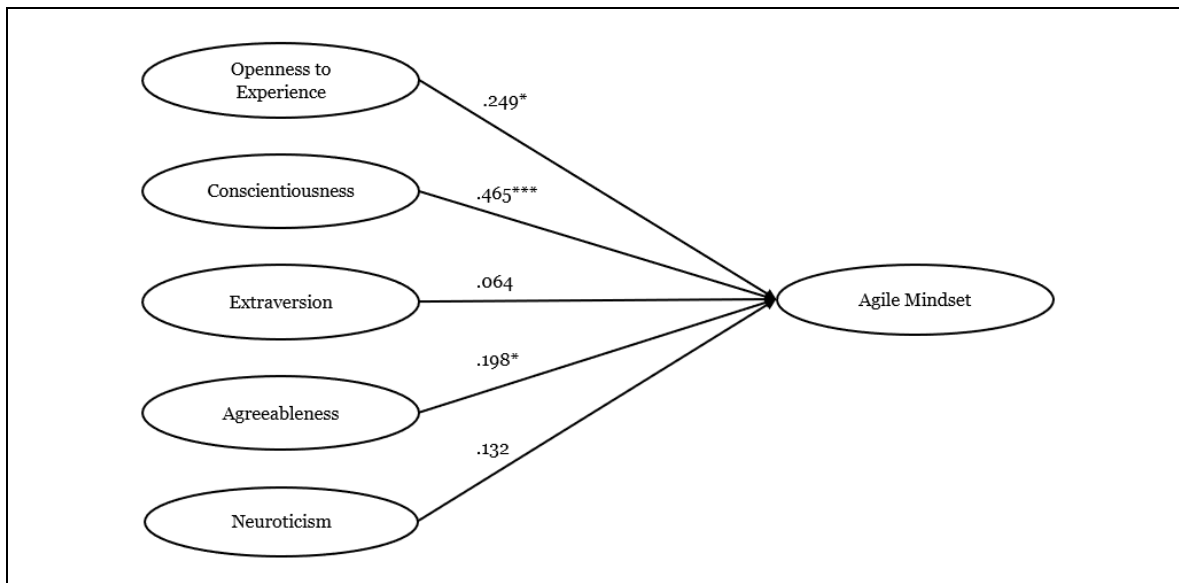 Openness to
Experience
.249*
Conscientiousness
.465***
Extraversion
.064
Agile Mindset
Agreeableness
.198*
Neuroticism
.132